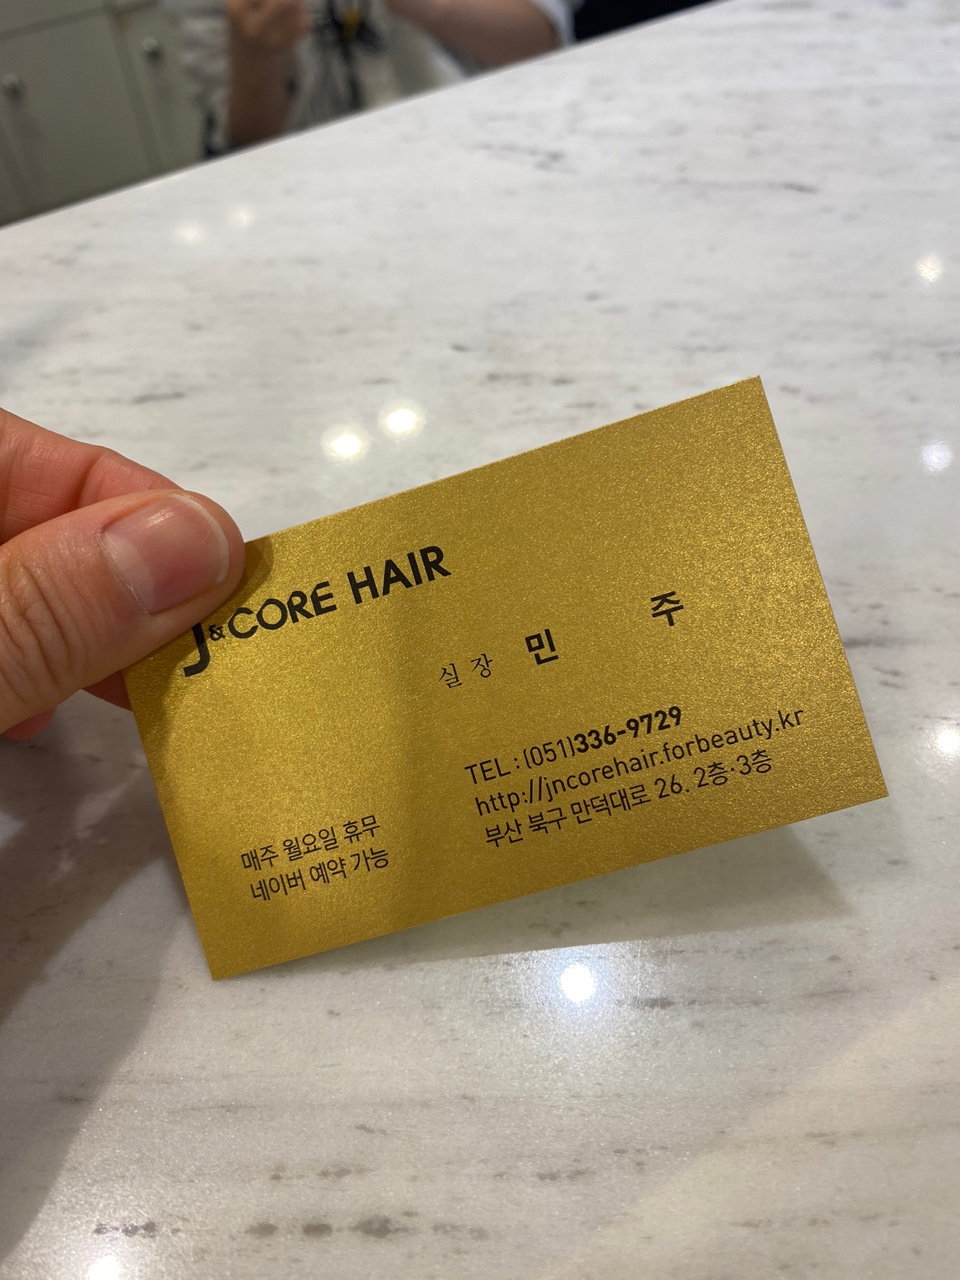 J&CORE HAIR
실장 민 주
TEL : (051)336-9729
http://jncorehair.forbeauty.kr
부산 북구 만덕대로 26. 2층·3층
매주 월요일 휴무
네이버 예약 가능